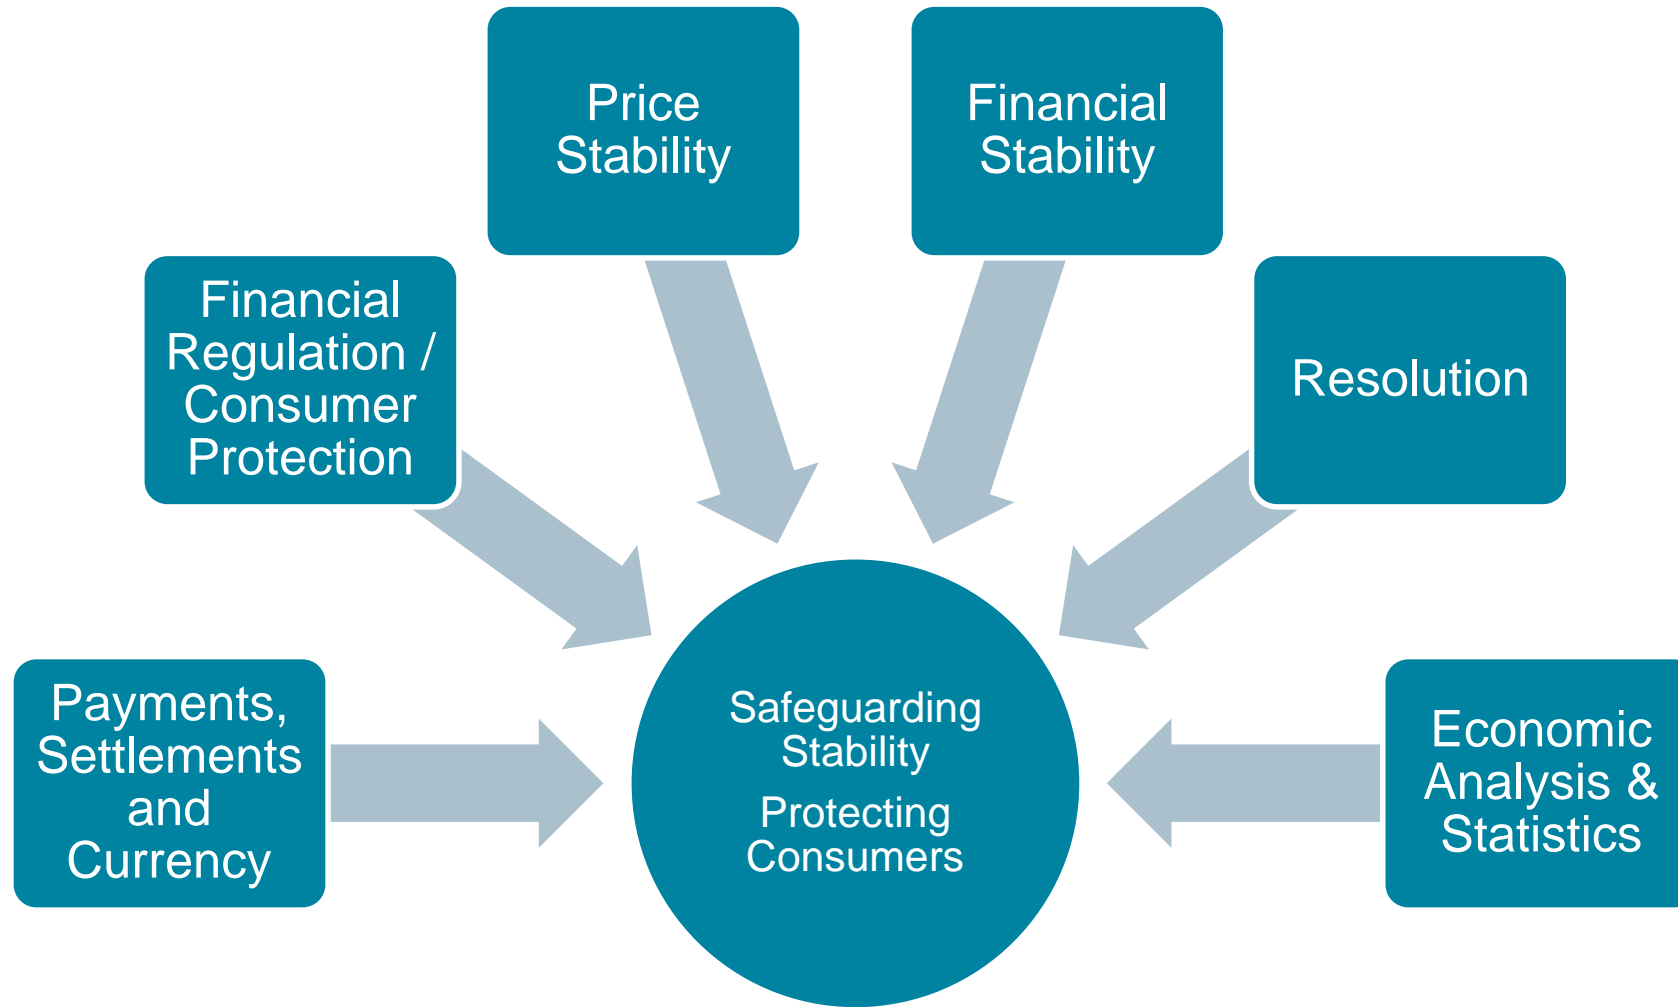 Price
Stability
Financial
Stability
Financial
Regulation /
Consumer
Protection
Resolution
Payments,
Settlements
and
Currency
Safeguarding
Stability
Protecting
Consumers
Economic
Analysis &
Statistics